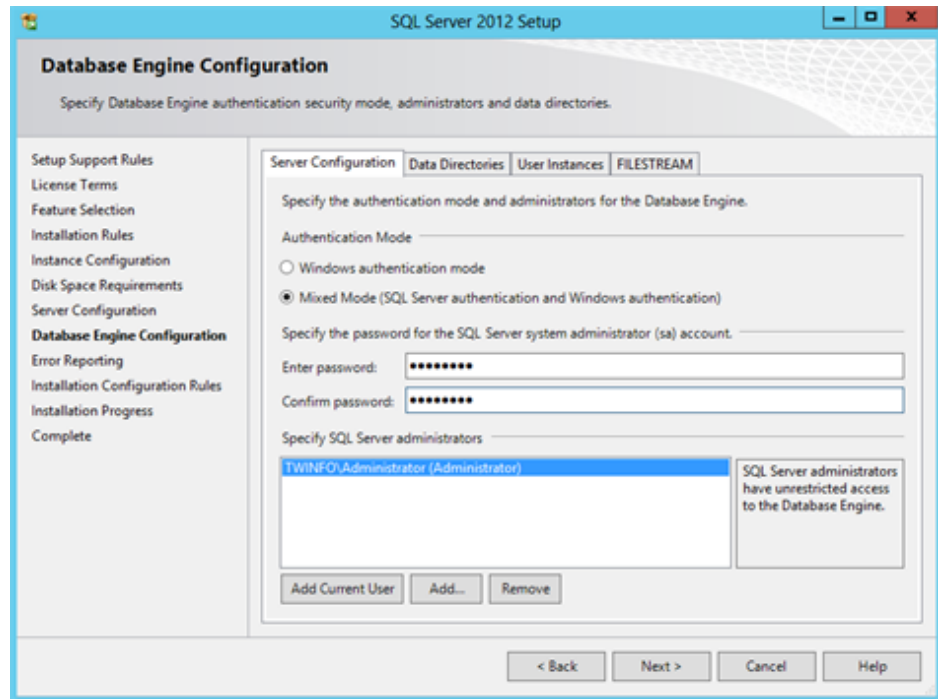 SQL Server 2012 Setup
Database Engine Configuration
Specify Database Engine authentication security mode, administrators and data directories.
Setup Support Rules
License Terms
Feature Selection
Installation Rules
Instance Configuration
Disk Space Requirements
Server Configuration
Database Engine Configuration
Error Reporting
Installation Configuration Rules
Installation Progress
Complete
Server Configuration
Data Directories
User Instances
FILESTREAM
Specify the authentication mode and administrators for the Database Engine.
Authentication Mode
Windows authentication mode
Mixed Mode (SQL Server authentication and Windows authentication)
Specify the password for the SQL Server system administrator (sa) account.
Enter password: ●●●●●●●●
Confirm password: ●●●●●●●●
Specify SQL Server administrators
TWINFO\Administrator (Administrator)
SQL Server administrators
have unrestricted access
to the Database Engine.
Add Current User
Add...
Remove
< Back
Next >
Cancel
Help